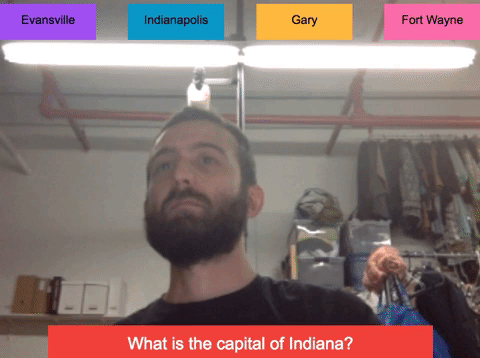 Evansville
Indianapolis
Gary
Fort Wayne
What is the capital of Indiana?